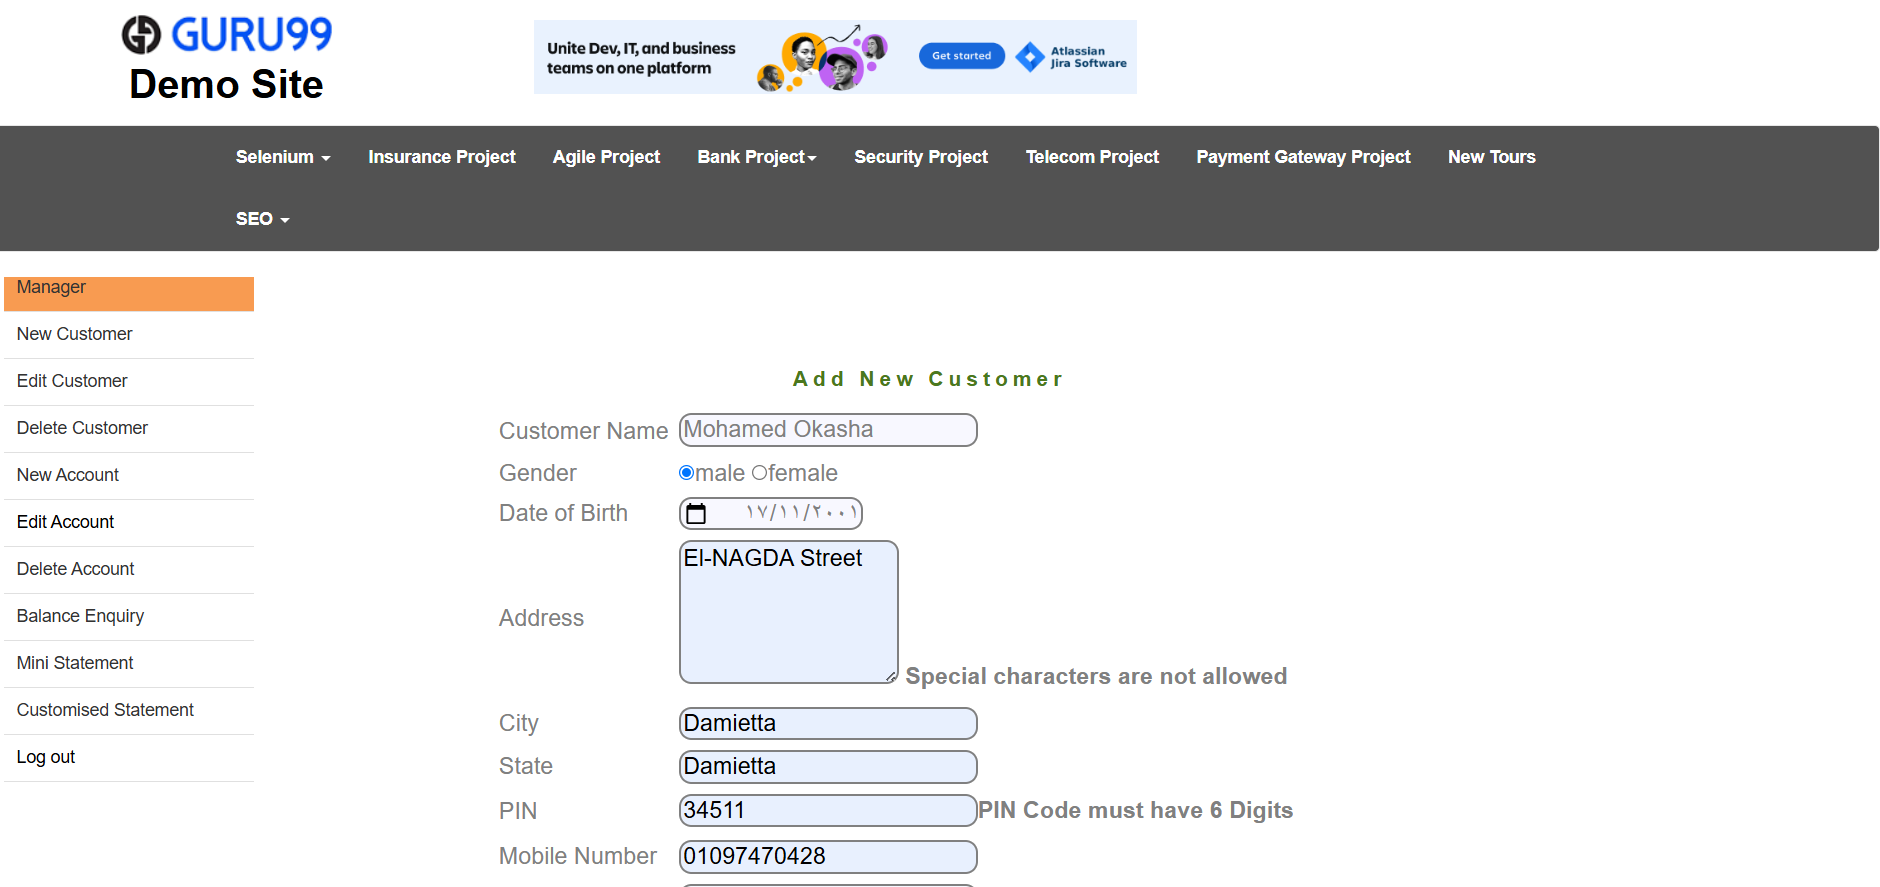 GURU99
Demo Site
Unite Dev, IT, and business
teams on one platform
Get started
Atlassian
Jira Software
Selenium Insurance Project Agile Project Bank Project Security Project Telecom Project Payment Gateway Project New Tours
SEO
Manager
New Customer
Edit Customer
Delete Customer
New Account
Edit Account
Delete Account
Balance Enquiry
Mini Statement
Customised Statement
Log out
Add New Customer
Customer Name Mohamed Okasha
Gender male female
Date of Birth ١٧/١١/٢٠٠١
Address El-NAGDA Street
Special characters are not allowed
City Damietta
State Damietta
PIN 34511 PIN Code must have 6 Digits
Mobile Number 01097470428